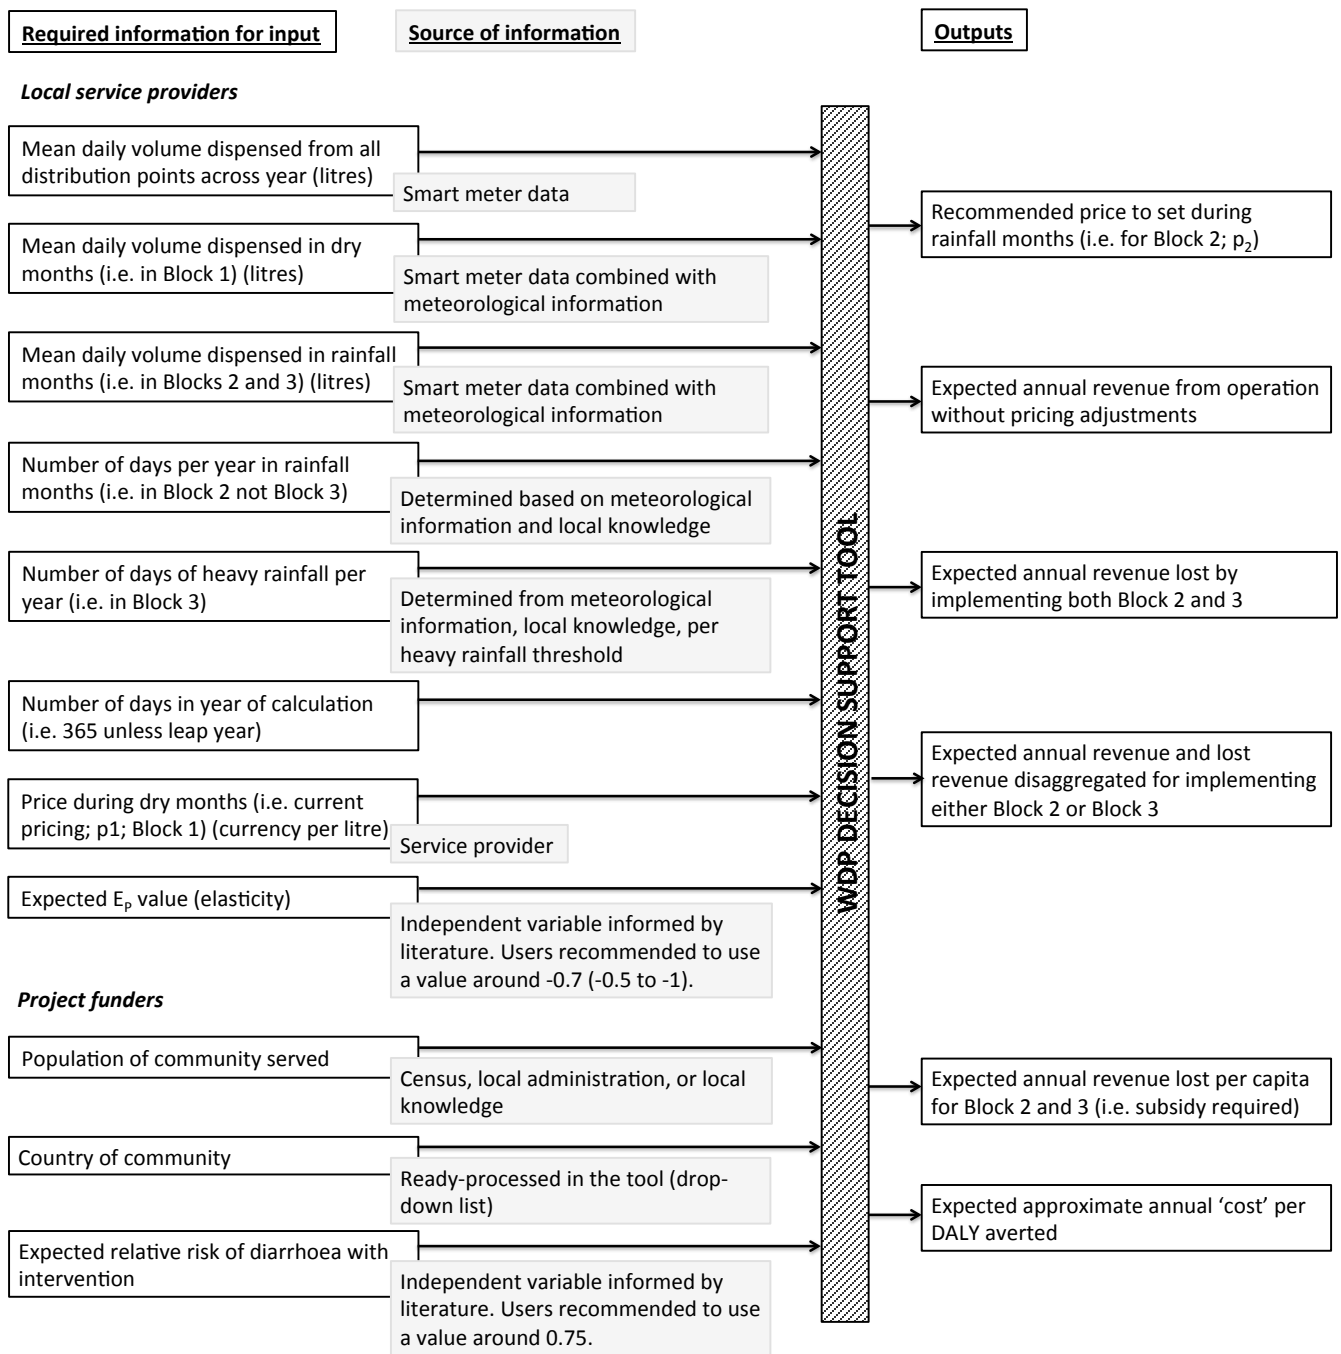 Required information for input
Source of information
Outputs
Local service providers
Mean daily volume dispensed from all
distribution points across year (litres)
Smart meter data
Mean daily volume dispensed in dry
months (i.e. in Block 1) (litres)
Smart meter data combined with
meteorological information
Mean daily volume dispensed in rainfall
months (i.e. in Blocks 2 and 3) (litres)
Smart meter data combined with
meteorological information
Number of days per year in rainfall
months (i.e. in Block 2 not Block 3)
Determined based on meteorological
information and local knowledge
Number of days of heavy rainfall per
year (i.e. in Block 3)
Determined from meteorological
information, local knowledge, per
heavy rainfall threshold
Number of days in year of calculation
(i.e. 365 unless leap year)
Price during dry months (i.e. current
pricing; p1; Block 1) (currency per litre)
Service provider
Expected E_P value (elasticity)
Independent variable informed by
literature. Users recommended to use
a value around -0.7 (-0.5 to -1).
Project funders
Population of community served
Census, local administration, or local
knowledge
Country of community
Ready-processed in the tool (drop-
down list)
Expected relative risk of diarrhoea with
intervention
Independent variable informed by
literature. Users recommended to use
a value around 0.75.
WDP DECISION SUPPORT TOOL
Recommended price to set during
rainfall months (i.e. for Block 2; p₂)
Expected annual revenue from operation
without pricing adjustments
Expected annual revenue lost by
implementing both Block 2 and 3
Expected annual revenue and lost
revenue disaggregated for implementing
either Block 2 or Block 3
Expected annual revenue lost per capita
for Block 2 and 3 (i.e. subsidy required)
Expected approximate annual ‘cost’ per
DALY averted